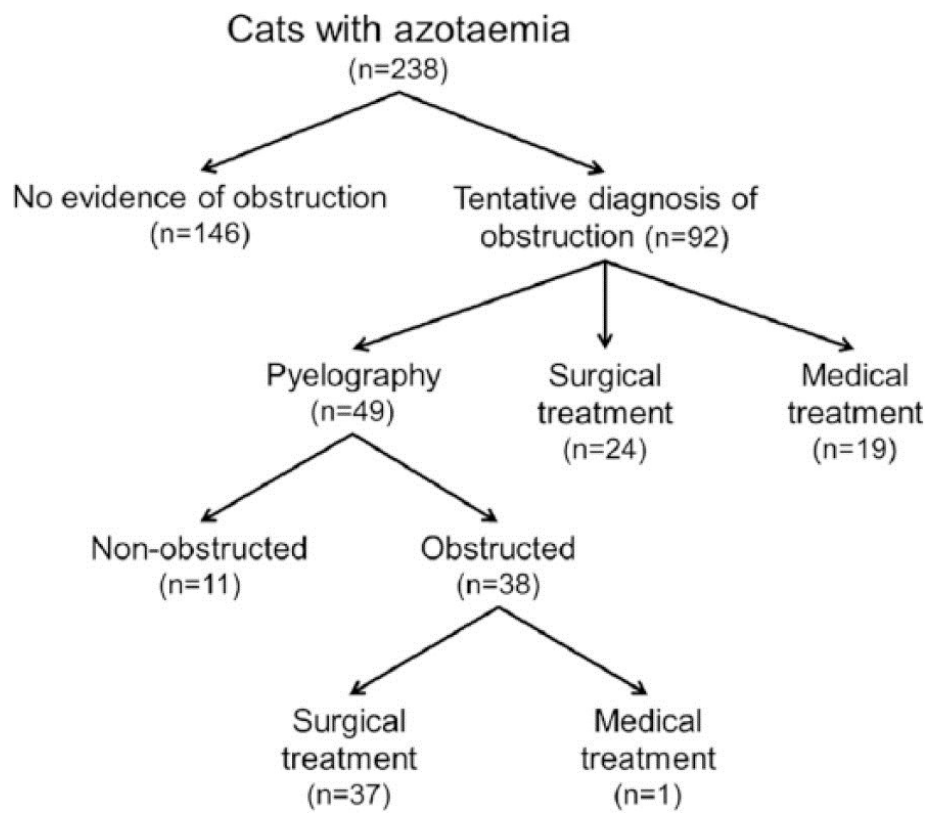 Cats with azotaemia
(n=238)
No evidence of obstruction
(n=146)
Tentative diagnosis of
obstruction (n=92)
Pyelography
(n=49)
Surgical
treatment
(n=24)
Medical
treatment
(n=19)
Non-obstructed
(n=11)
Obstructed
(n=38)
Surgical
treatment
(n=37)
Medical
treatment
(n=1)